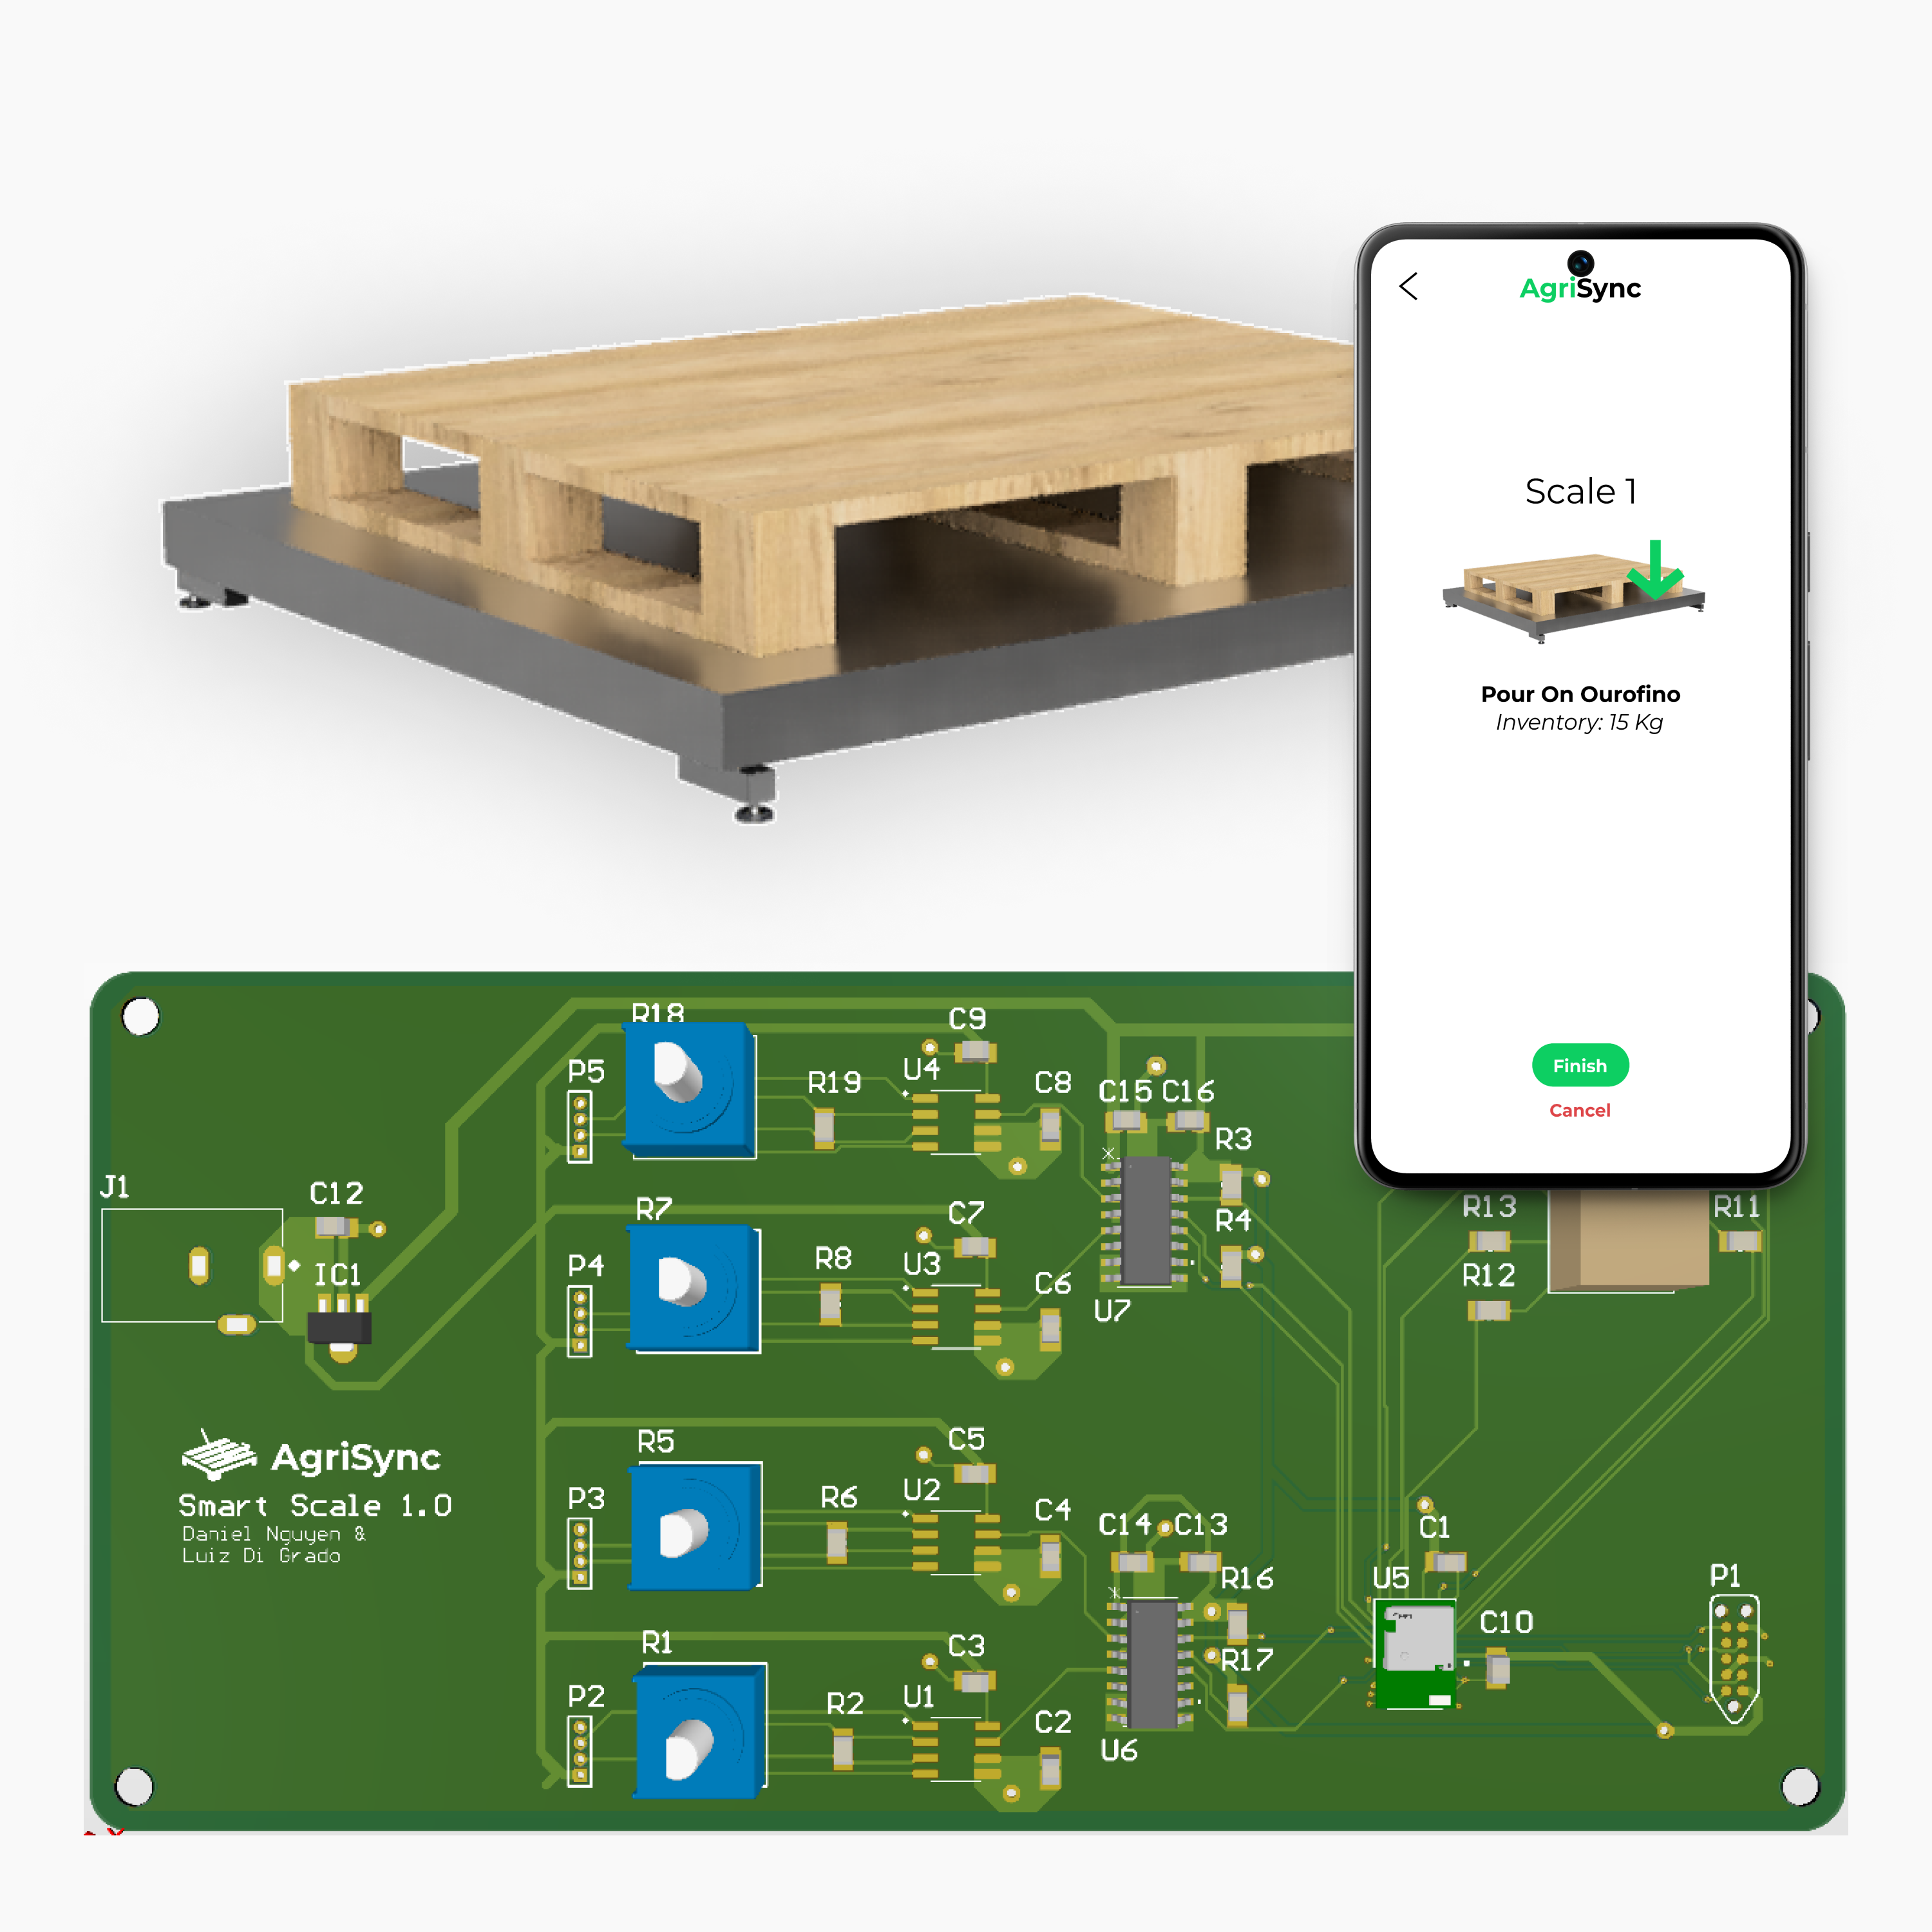 AgriSync
Scale 1
Pour On Ourofino
Inventory: 15 Kg
Finish
Cancel
R18
C9
P5
R19
U4
C8
C15 C16
R3
J1
C12
R7
C7
R4
R13
R11
P4
R8
U3
IC1
C6
R12
U7
R5
C5
AgriSync
P3
R6
U2
C4
Smart Scale 1.0
Daniel Nguyen &
Luiz Di Grado
C14 C13
C1
R16
U5
P1
R1
C3
C10
R17
P2
R2
U1
C2
U6